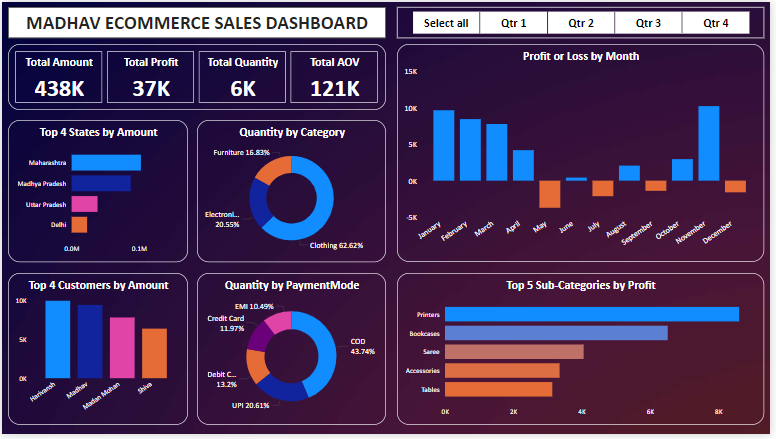 MADHAV ECOMMERCE SALES DASHBOARD
Select all Qtr 1 Qtr 2 Qtr 3 Qtr 4
Total Amount
438K
Total Profit
37K
Total Quantity
6K
Total AOV
121K
Profit or Loss by Month
15K
10K
5K
0K
-5K
January
February
March
April
May
June
July
August
September
October
November
December
Top 4 States by Amount
Maharashtra
Madhya Pradesh
Uttar Pradesh
Delhi
0.0M 0.1M
Quantity by Category
Furniture 16.83%
Electroni...
20.55%
Clothing 62.62%
Top 4 Customers by Amount
10K
5K
0K
Harivansh
Madhav
Madan Mohan
Shiva
Quantity by PaymentMode
EMI 10.49%
Credit Card
11.97%
COD
43.74%
Debit C...
13.2%
UPI 20.61%
Top 5 Sub-Categories by Profit
Printers
Bookcases
Saree
Accessories
Tables
0K 2K 4K 6K 8K